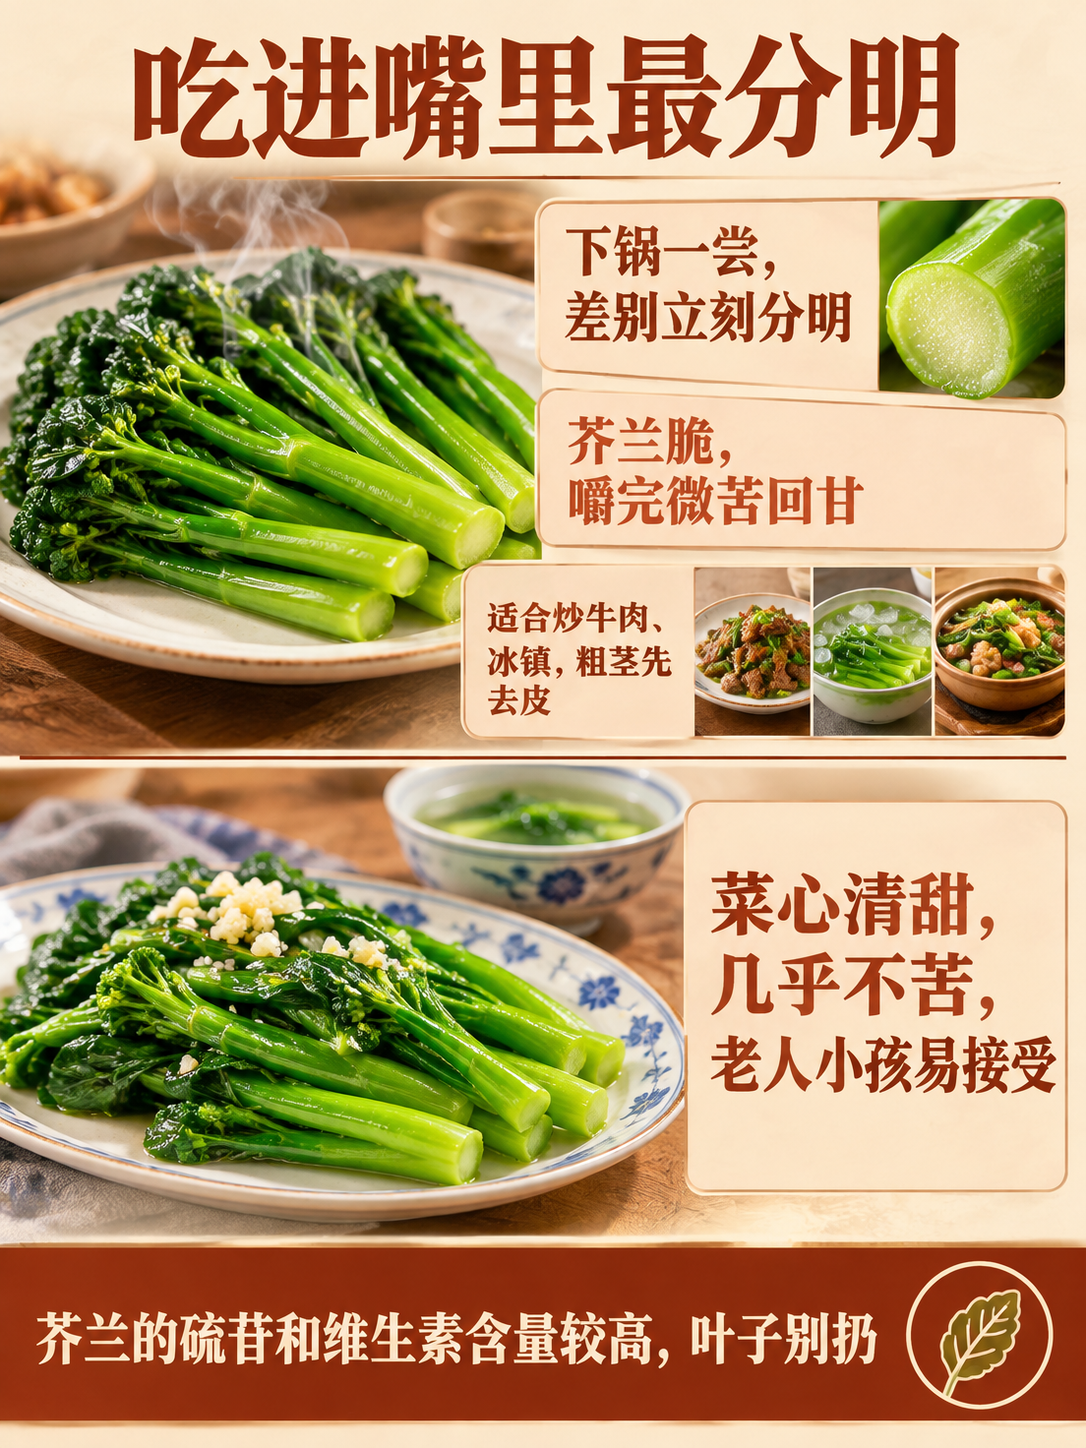 吃进嘴里最分明
下锅一尝，
差别立刻分明
芥兰脆，
嚼完微苦回甘
适合炒牛肉、
冰镇，粗茎先
去皮
菜心清甜，
几乎不苦，
老人小孩易接受
芥兰的硫苷和维生素含量较高，叶子别扔